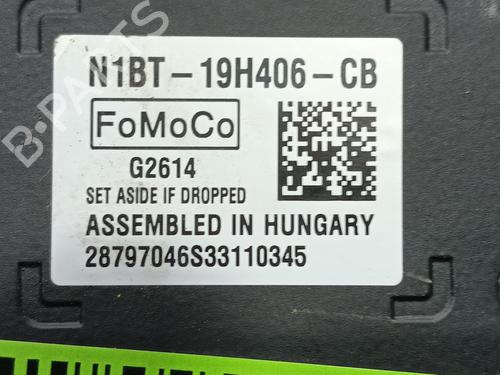 N1BT-19H406-CB
FoMoCo
G2614
SET ASIDE IF DROPPED
ASSEMBLED IN HUNGARY
28797046S33110345
B-PARTS